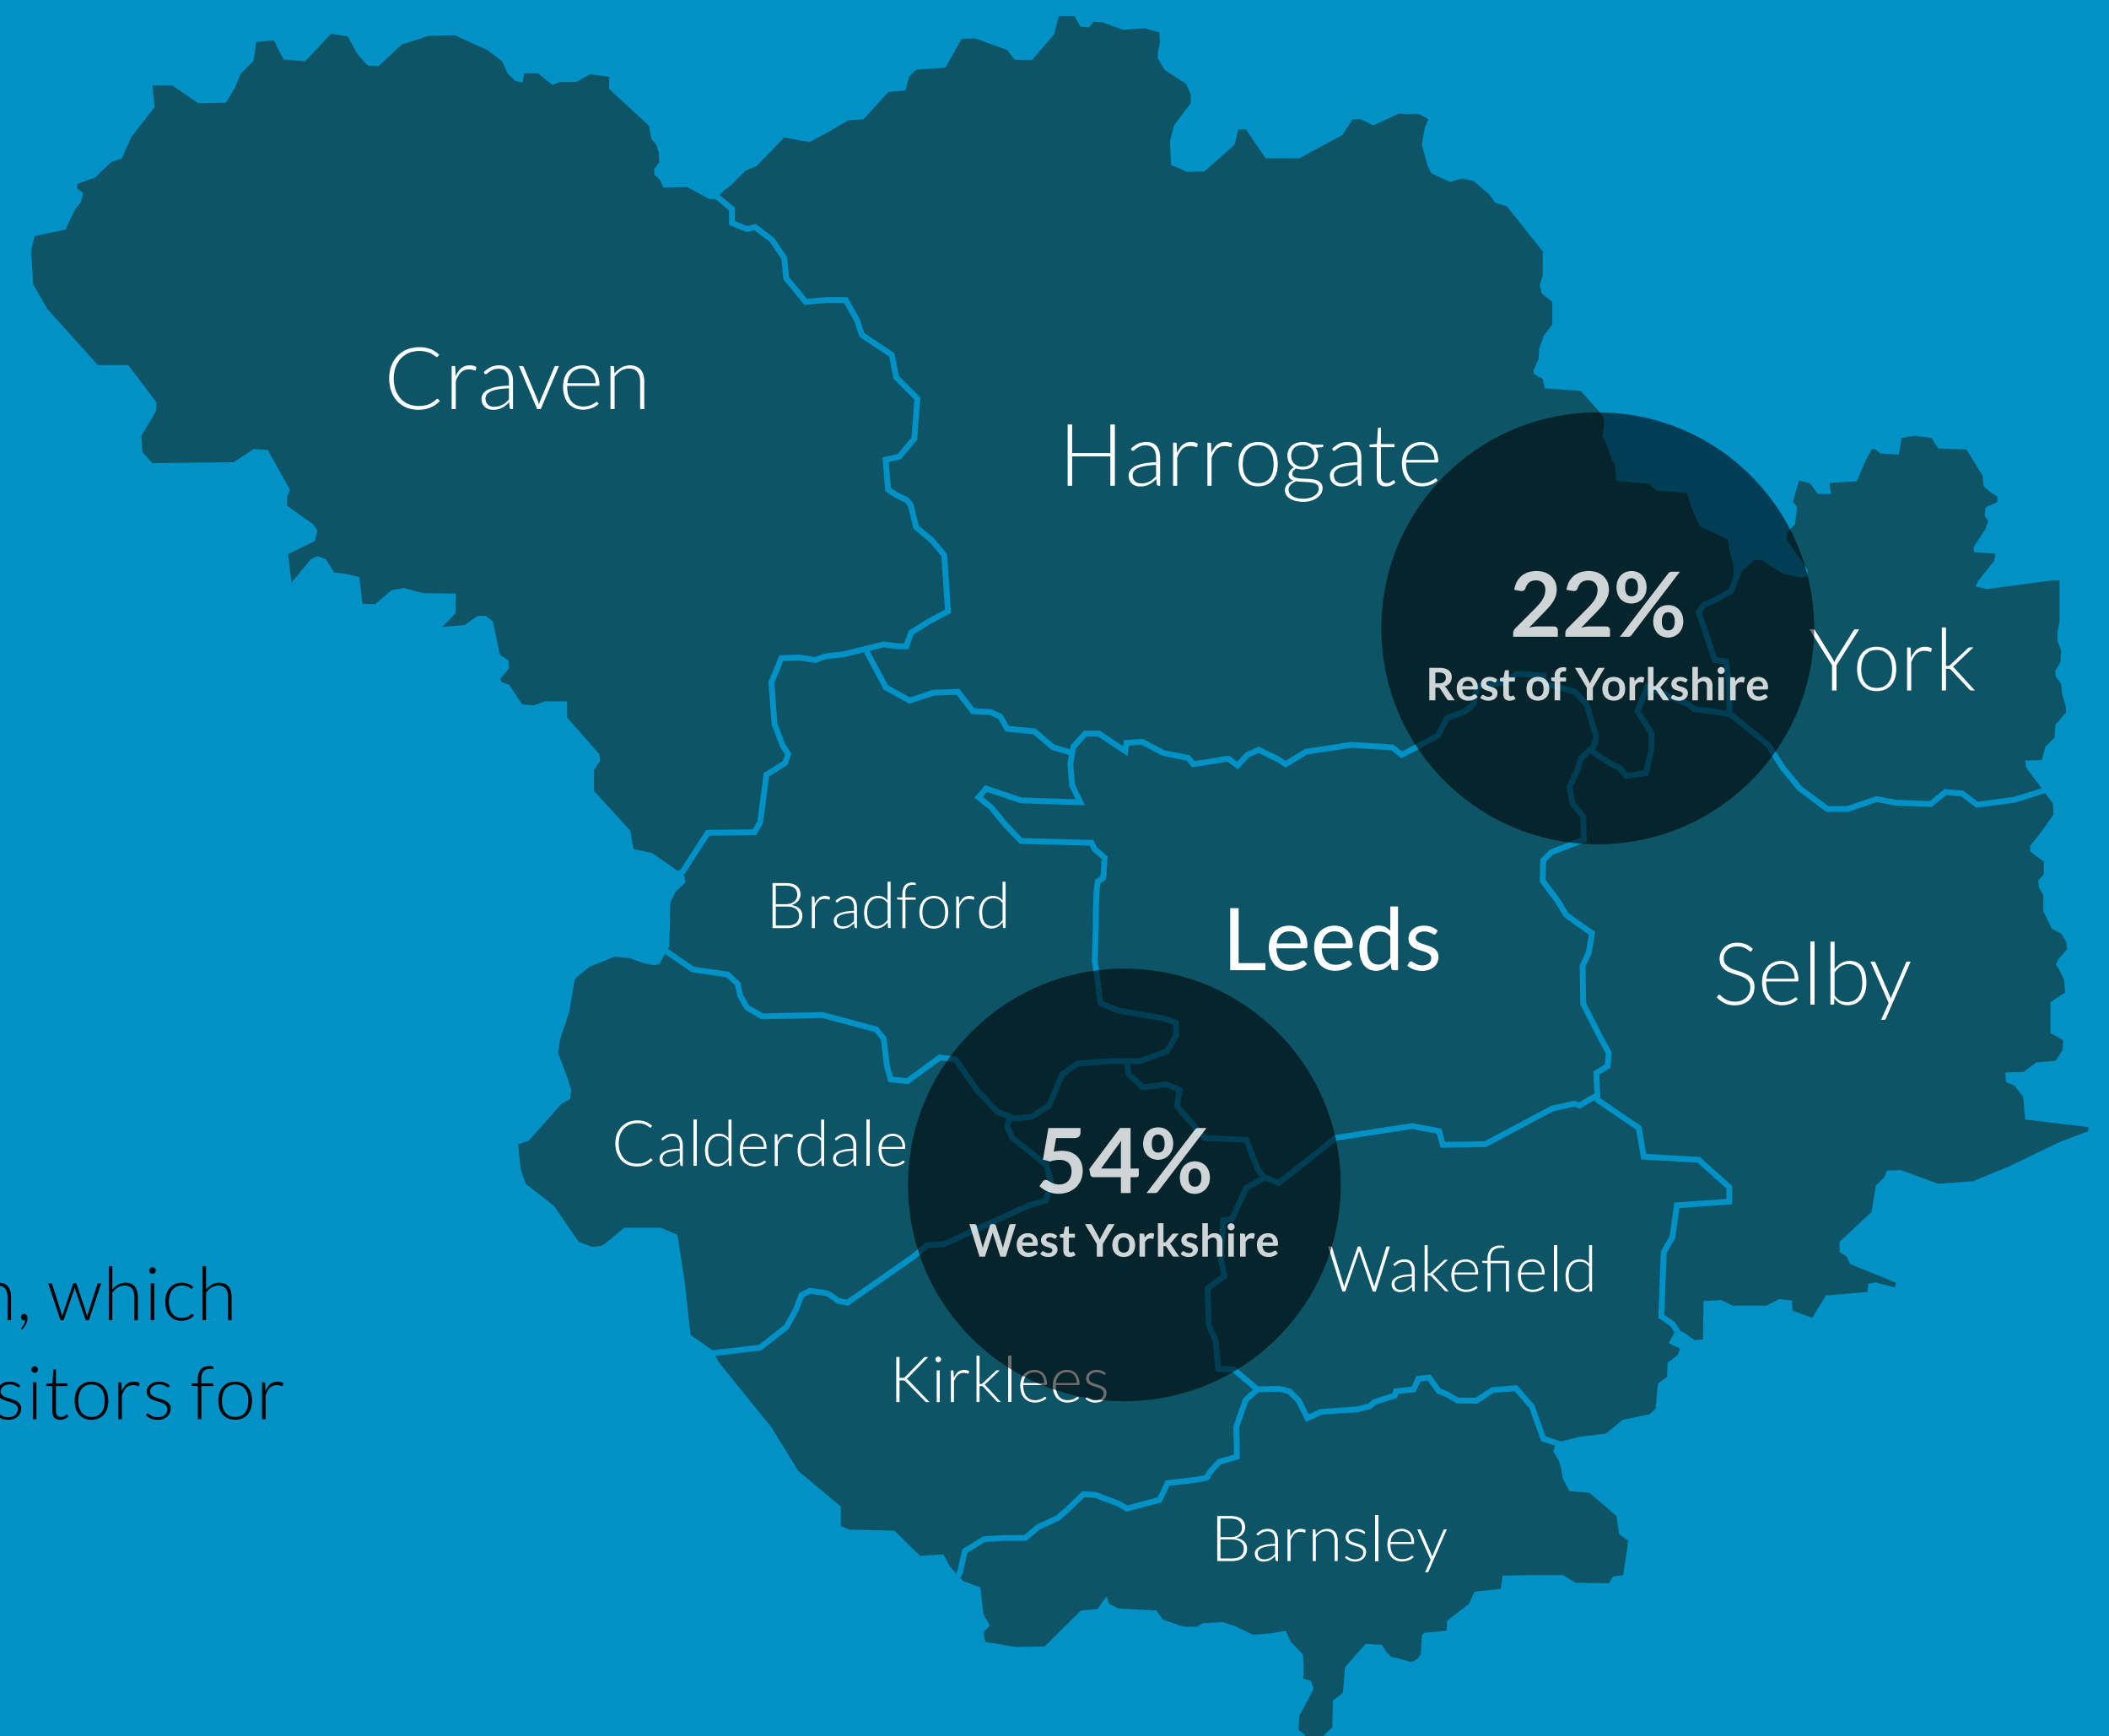 Craven
Harrogate
22%
Rest of Yorkshire
York
Bradford
Leeds
Selby
Calderdale
54%
West Yorkshire
Wakefield
, which
Kirklees
sitors for
Barnsley